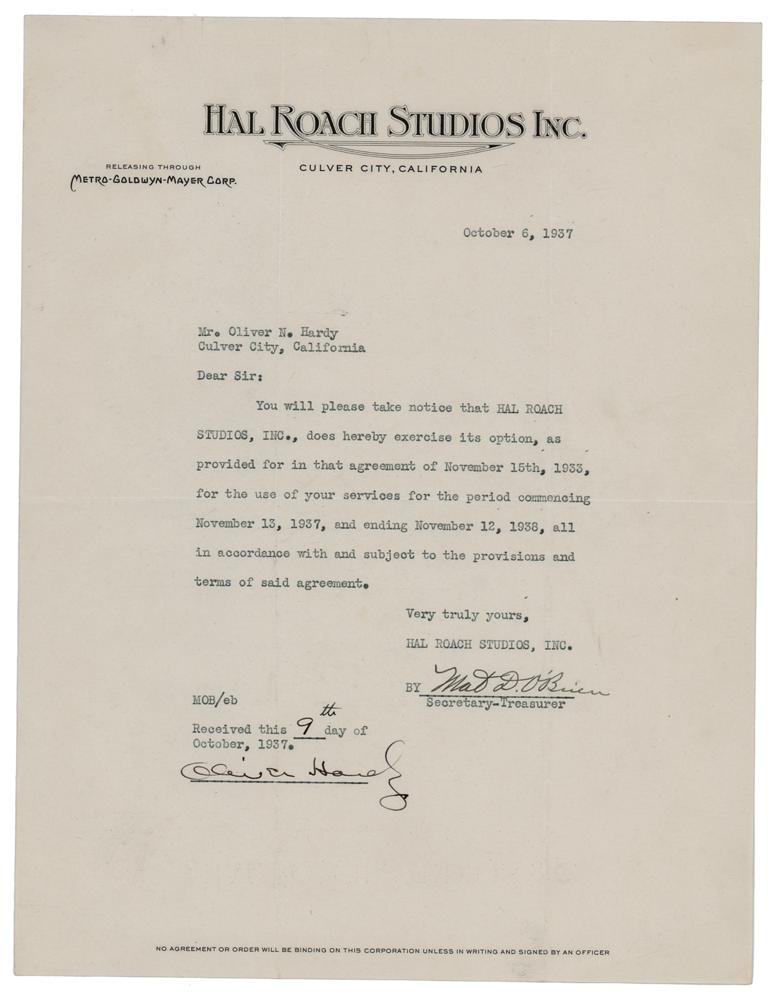 HAL ROACH STUDIOS INC.
CULVER CITY, CALIFORNIA
RELEASING THROUGH
METRO-GOLDWYN-MAYER CORP.
October 6, 1937
Mr. Oliver N. Hardy
Culver City, California
Dear Sir:
You will please take notice that HAL ROACH
STUDIOS, INC., does hereby exercise its option, as
provided for in that agreement of November 15th, 1933,
for the use of your services for the period commencing
November 13, 1937, and ending November 12, 1938, all
in accordance with and subject to the provisions and
terms of said agreement.
Very truly yours,
HAL ROACH STUDIOS, INC.
BY Mat D. O'Brien
Secretary-Treasurer
MOB/eb
Received this 9th day of
October, 1937.
Oliver Hardy
NO AGREEMENT OR ORDER WILL BE BINDING ON THIS CORPORATION UNLESS IN WRITING AND SIGNED BY AN OFFICER